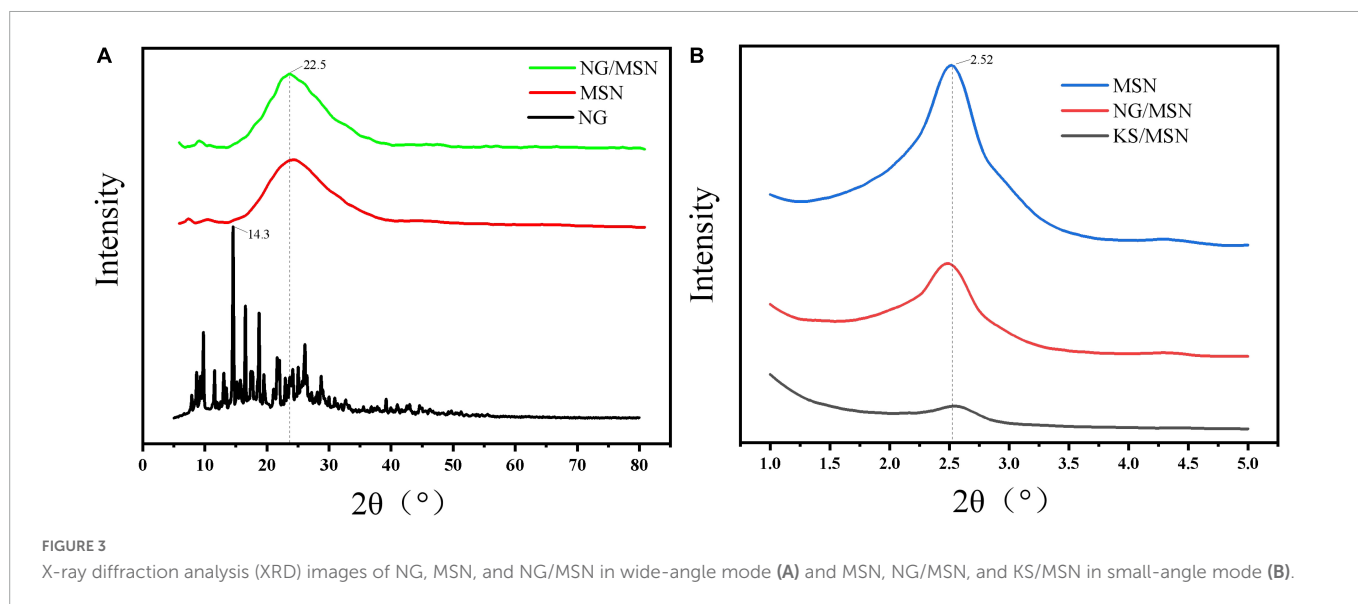 A
22.5
NG/MSN
MSN
NG
14.3
Intensity
0 10 20 30 40 50 60 70 80
2θ（°）
B
2.52
MSN
NG/MSN
KS/MSN
Intensity
1.0 1.5 2.0 2.5 3.0 3.5 4.0 4.5 5.0
2θ（°）
FIGURE 3
X-ray diffraction analysis (XRD) images of NG, MSN, and NG/MSN in wide-angle mode (A) and MSN, NG/MSN, and KS/MSN in small-angle mode (B).